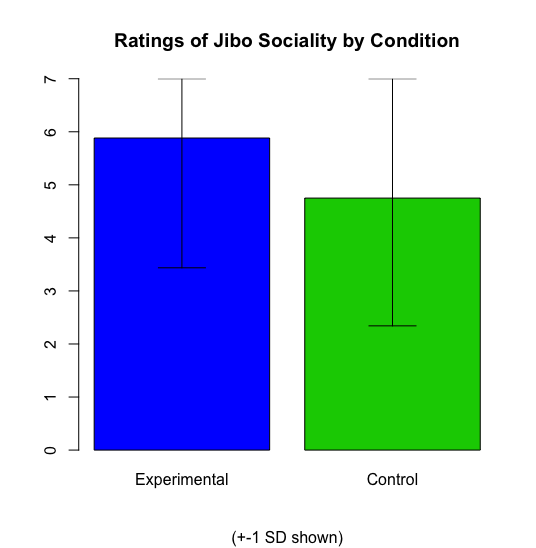 Ratings of Jibo Sociality by Condition
7
6
5
4
3
2
1
0
Experimental Control
(+-1 SD shown)